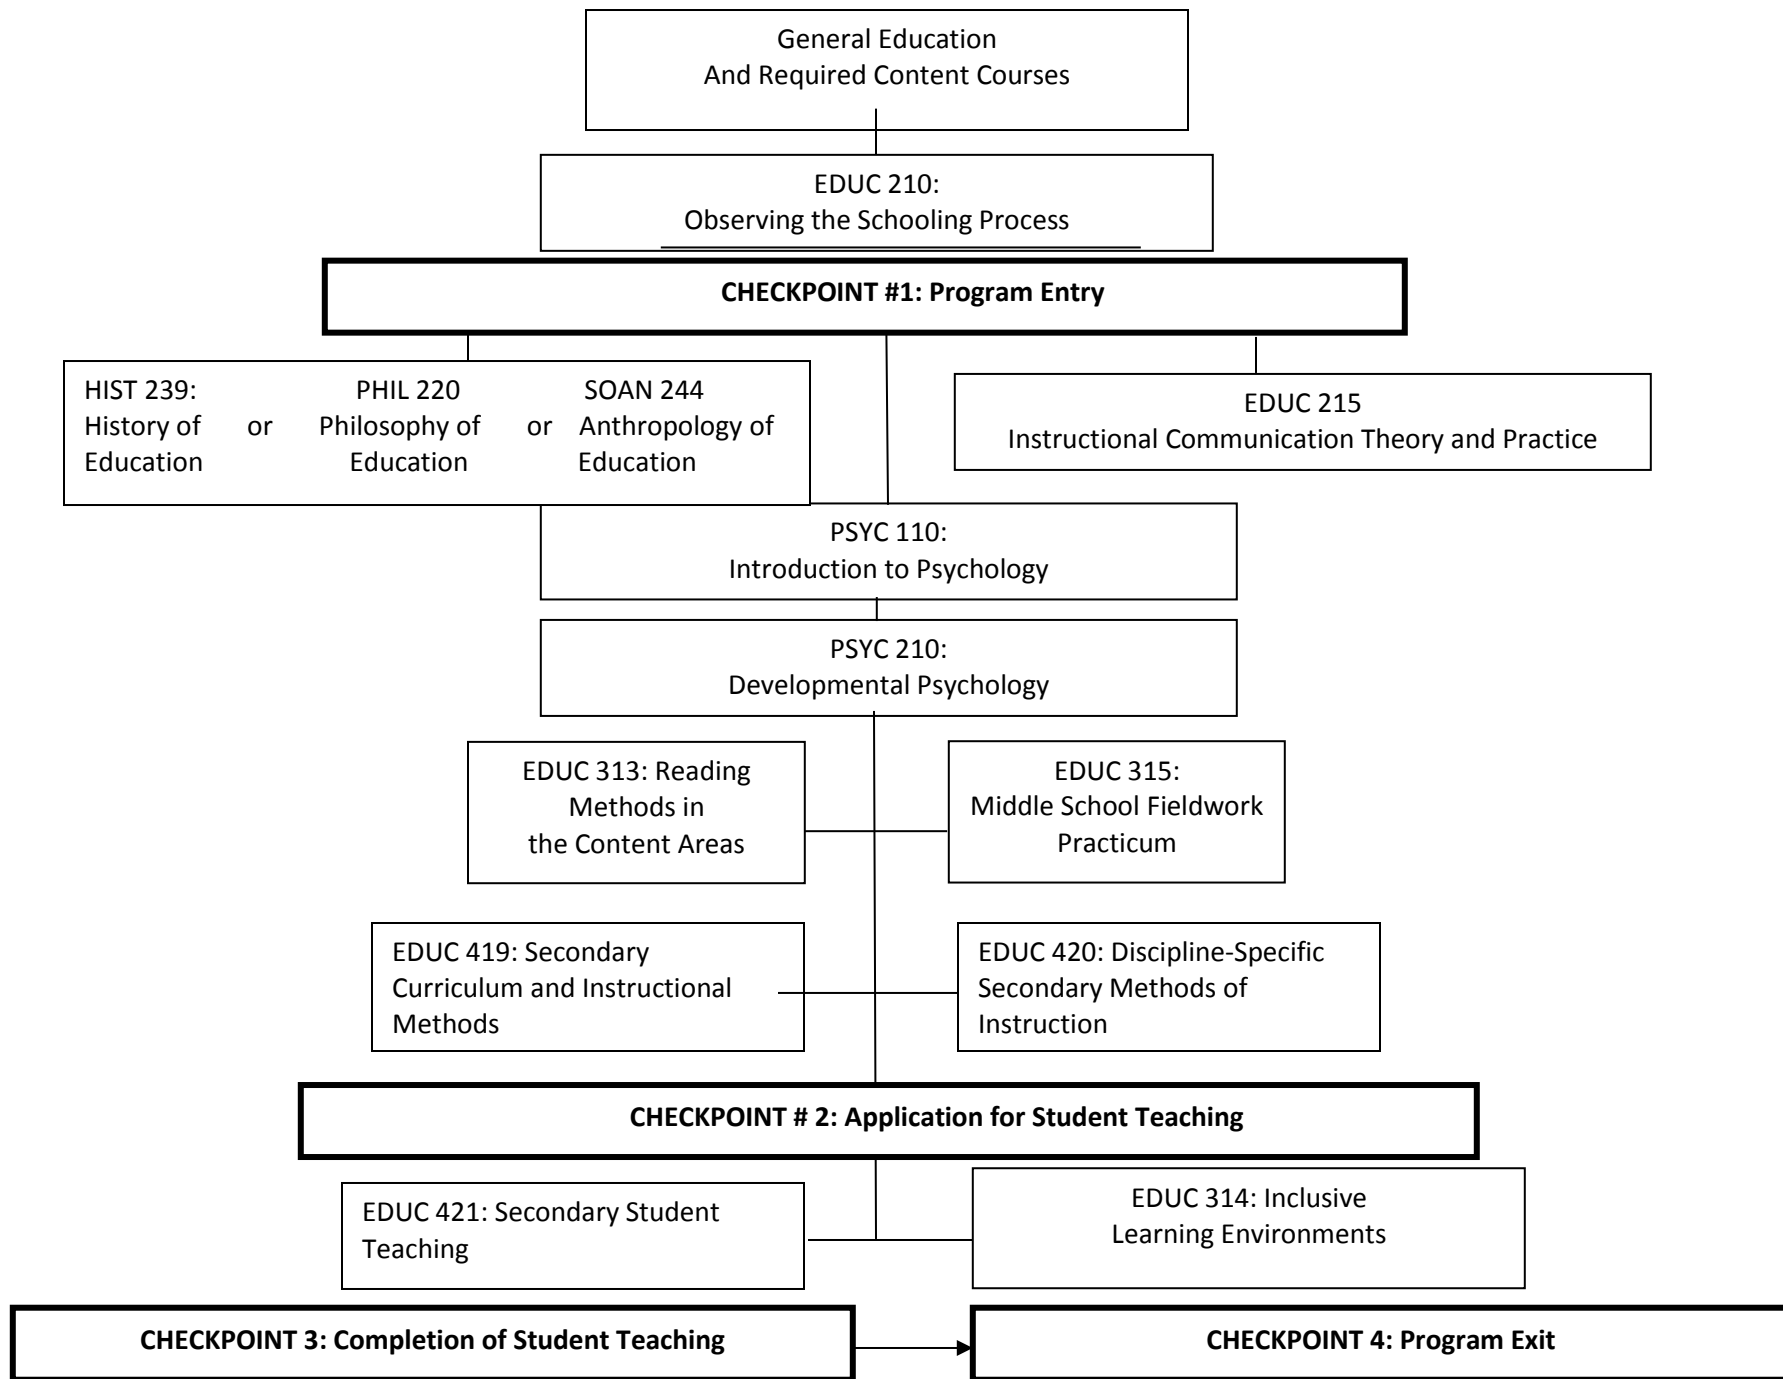 General Education
And Required Content Courses
EDUC 210:
Observing the Schooling Process
CHECKPOINT #1: Program Entry
HIST 239: PHIL 220 SOAN 244
History of or Philosophy of or Anthropology of
Education Education Education
EDUC 215
Instructional Communication Theory and Practice
PSYC 110:
Introduction to Psychology
PSYC 210:
Developmental Psychology
EDUC 313: Reading
Methods in
the Content Areas
EDUC 315:
Middle School Fieldwork
Practicum
EDUC 419: Secondary
Curriculum and Instructional
Methods
EDUC 420: Discipline-Specific
Secondary Methods of
Instruction
CHECKPOINT # 2: Application for Student Teaching
EDUC 421: Secondary Student
Teaching
EDUC 314: Inclusive
Learning Environments
CHECKPOINT 3: Completion of Student Teaching
CHECKPOINT 4: Program Exit